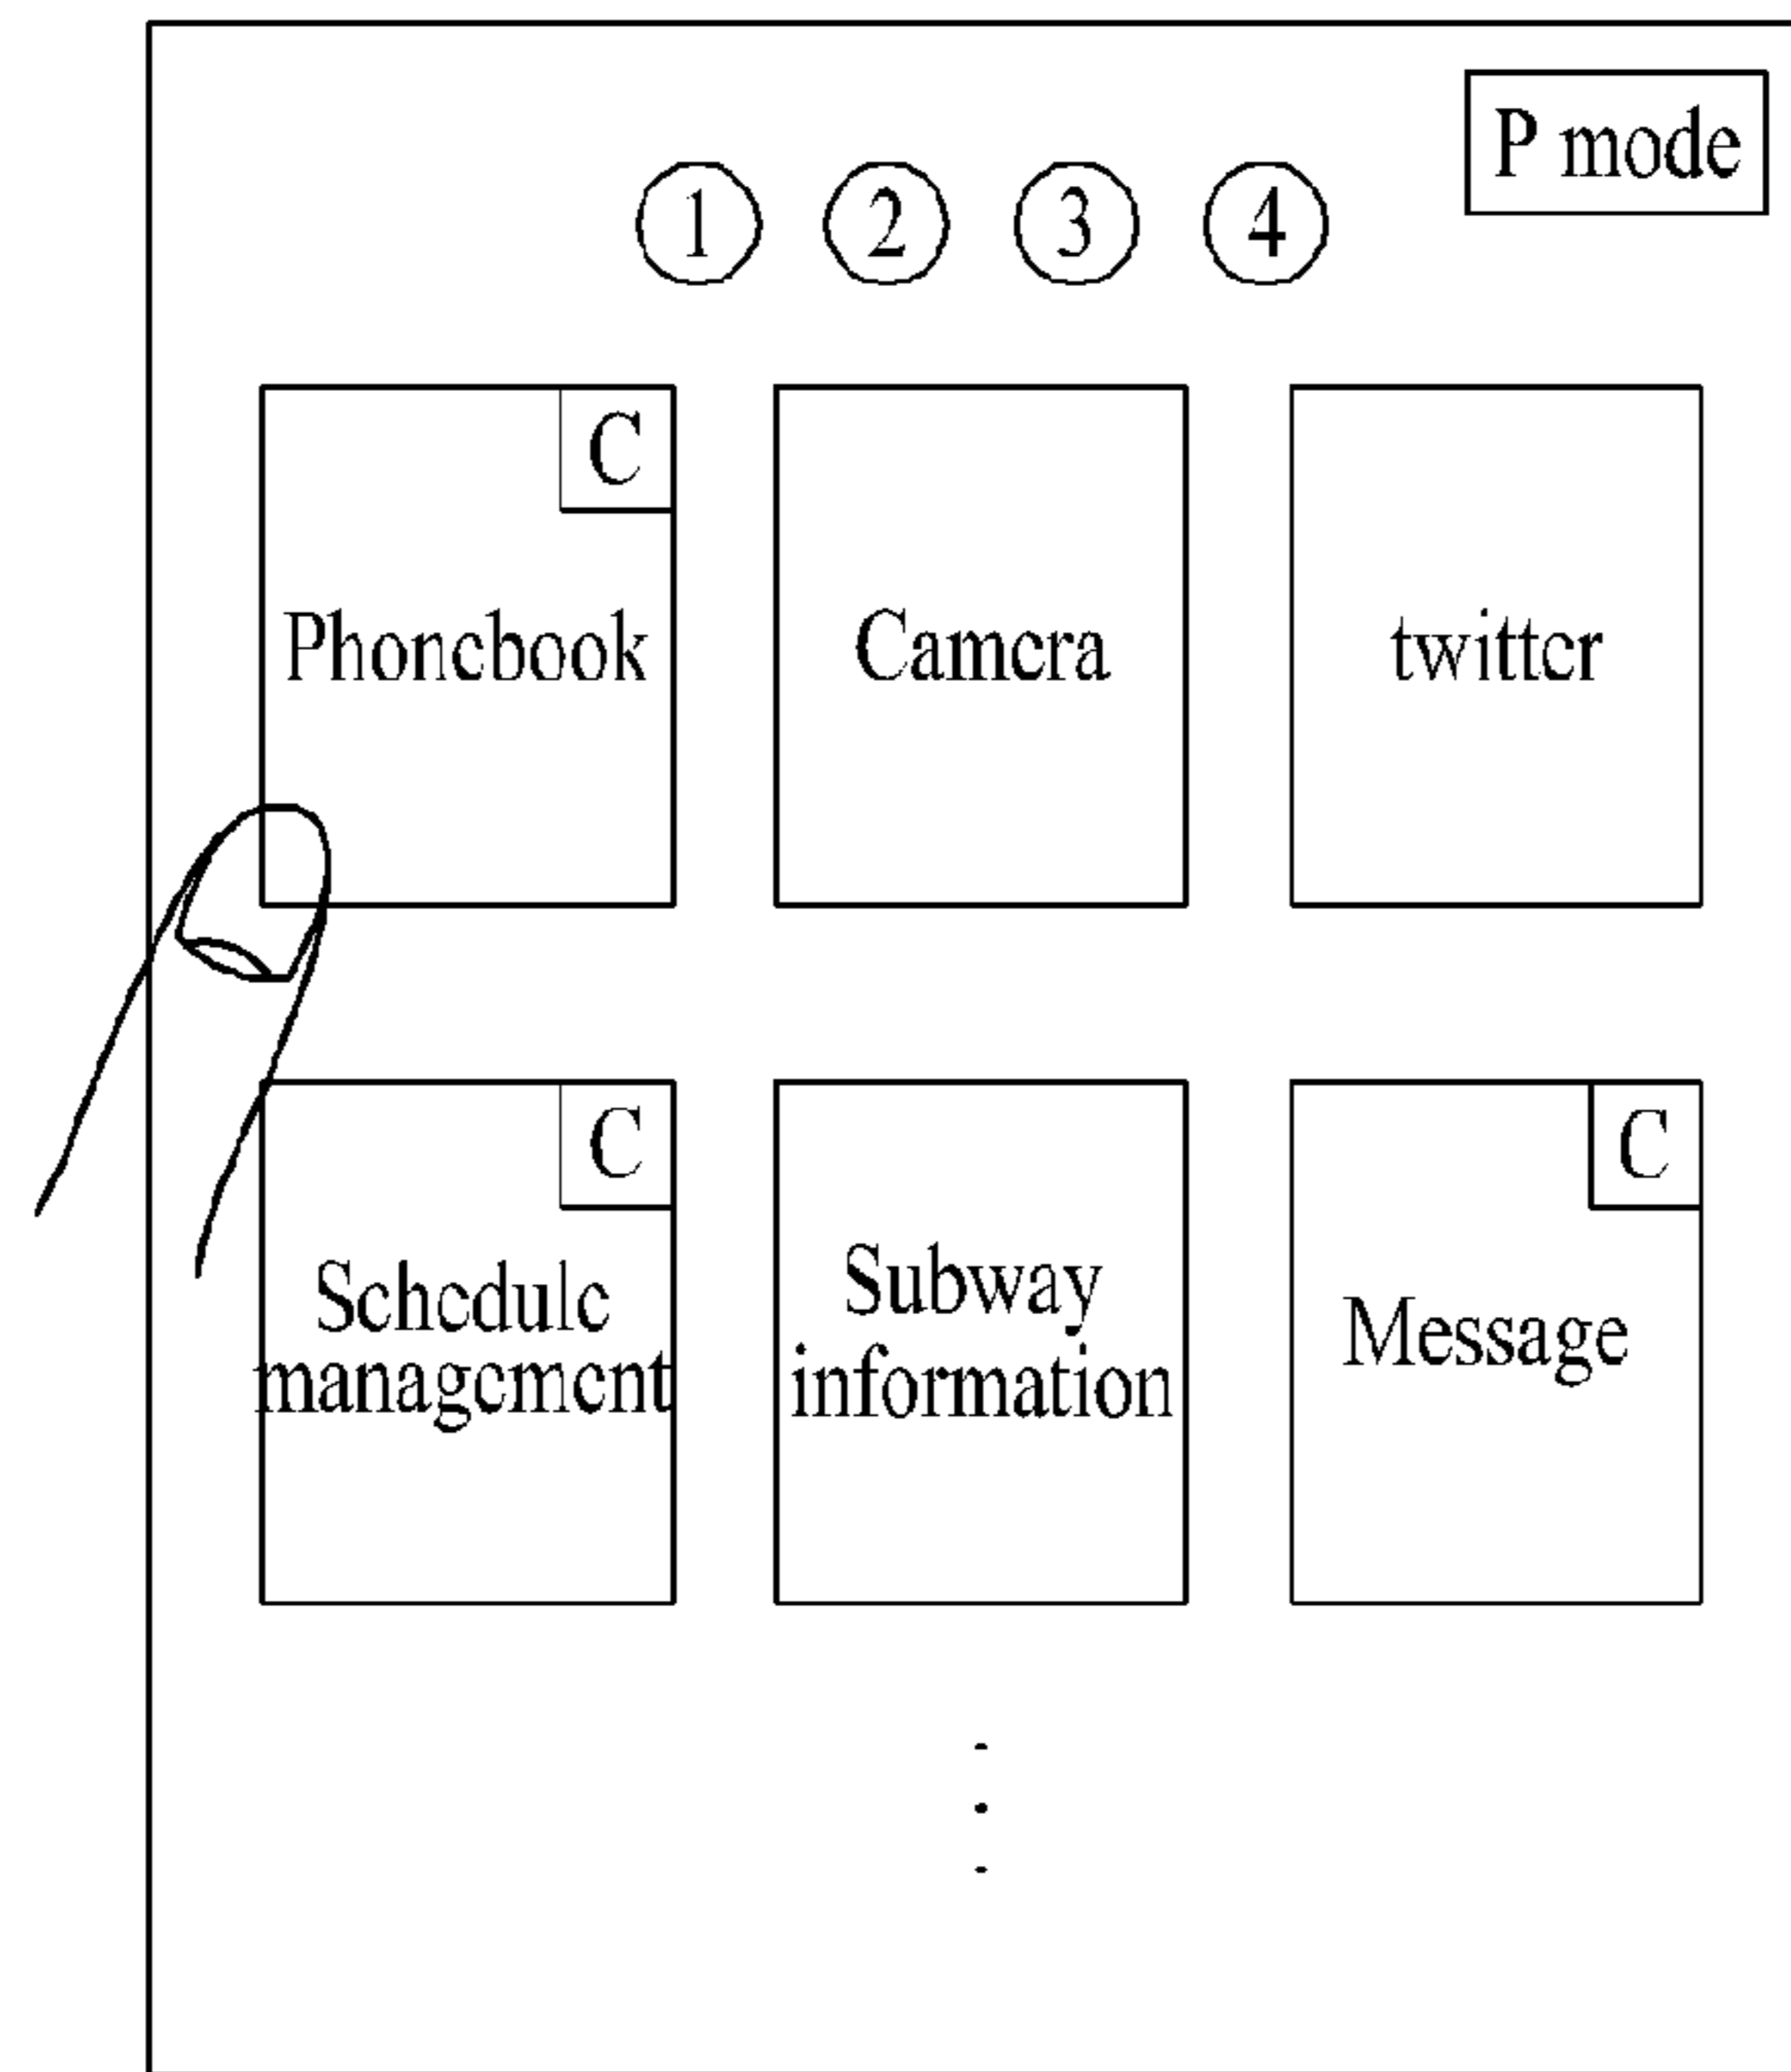 P mode
1 2 3 4
C
Phonebook
Camera
twitter
C
Schedule
management
Subway
information
C
Message